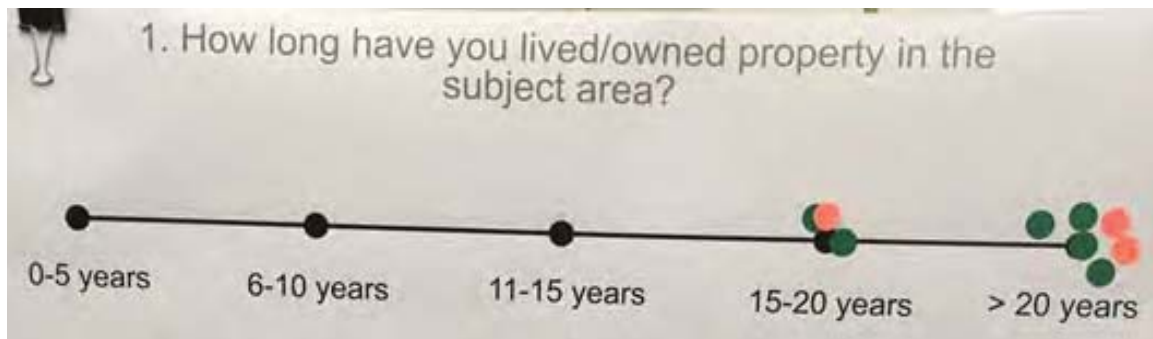 1. How long have you lived/owned property in the
subject area?
0-5 years
6-10 years
11-15 years
15-20 years
> 20 years